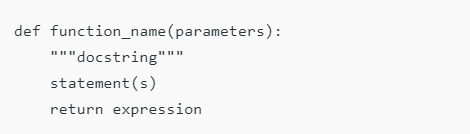 def function_name(parameters):
    """docstring"""
    statement(s)
    return expression